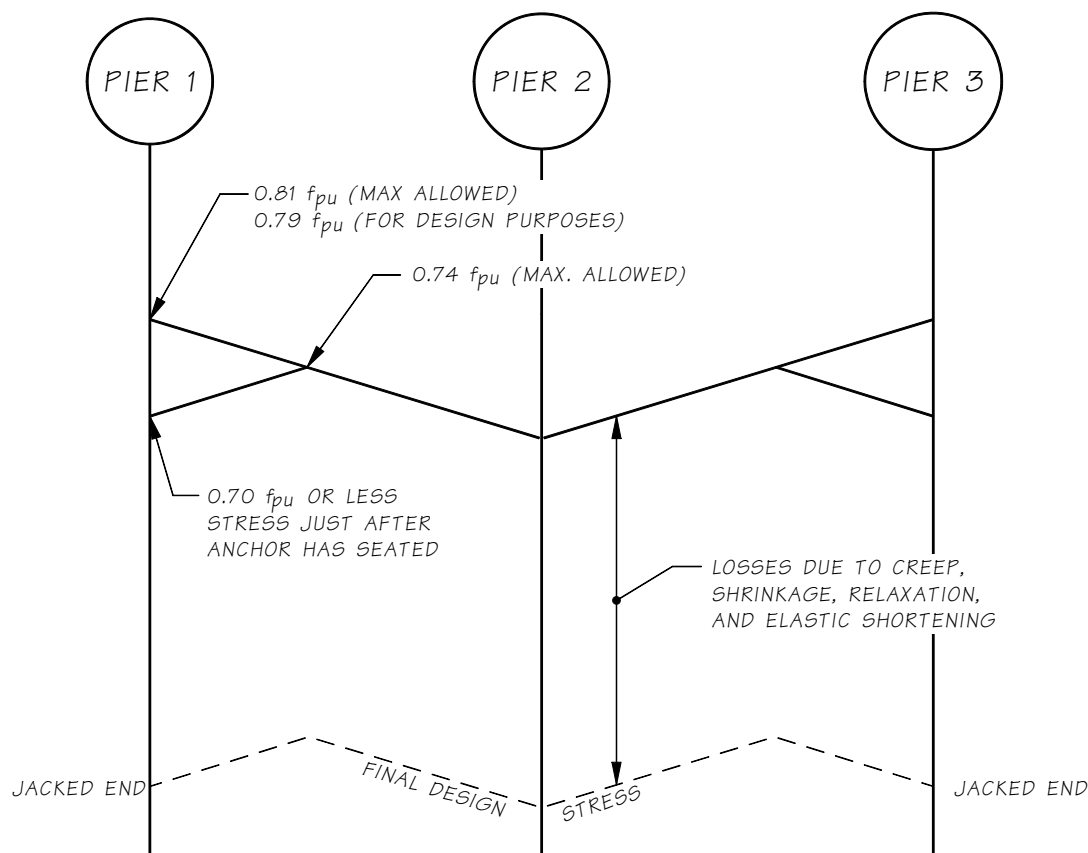 PIER 1
PIER 2
PIER 3
0.81 fpu (MAX ALLOWED)
0.79 fpu (FOR DESIGN PURPOSES)
0.74 fpu (MAX. ALLOWED)
0.70 fpu OR LESS
STRESS JUST AFTER
ANCHOR HAS SEATED
LOSSES DUE TO CREEP,
SHRINKAGE, RELAXATION,
AND ELASTIC SHORTENING
JACKED END
FINAL DESIGN
STRESS
JACKED END